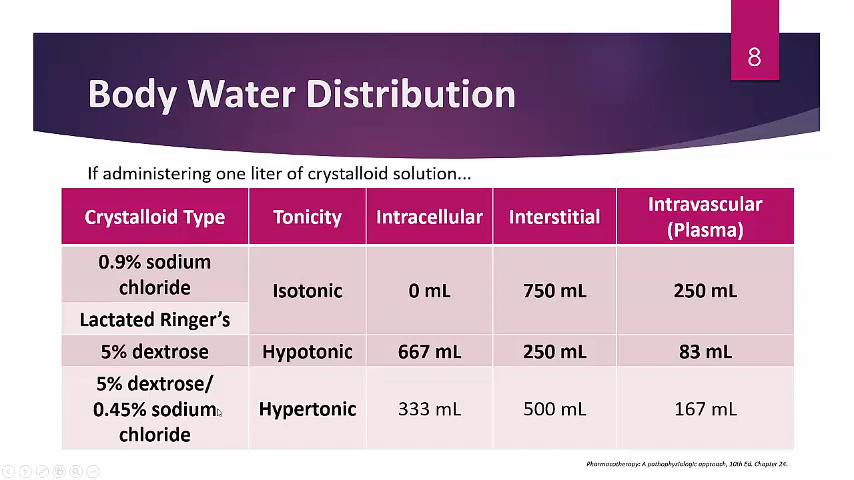 8
Body Water Distribution
If administering one liter of crystalloid solution...
Crystalloid Type Tonicity Intracellular Interstitial Intravascular
(Plasma)
0.9% sodium
chloride
Isotonic 0 mL 750 mL 250 mL
Lactated Ringer's
5% dextrose Hypotonic 667 mL 250 mL 83 mL
5% dextrose/
0.45% sodium
chloride
Hypertonic 333 mL 500 mL 167 mL
Pharmacotherapy: A pathophysiologic approach, 10th Ed. Chapter 24.